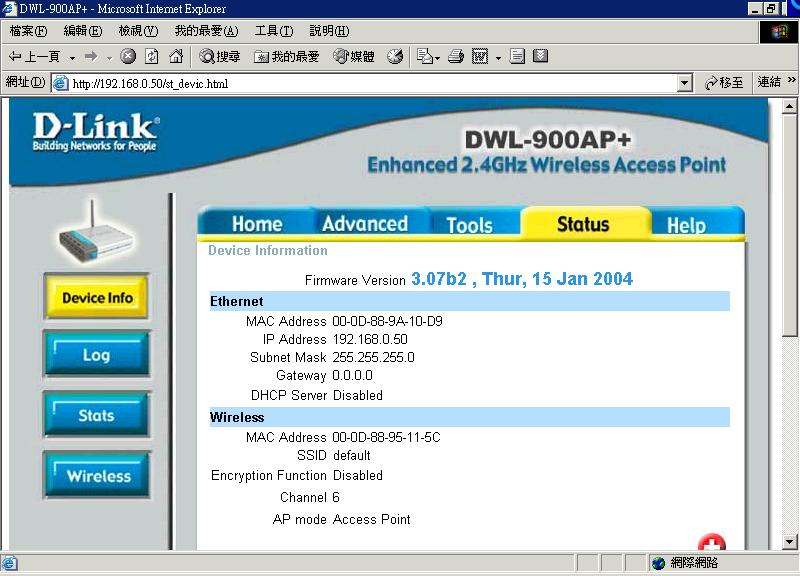 DWL-900AP+ - Microsoft Internet Explorer
檔案(F) 編輯(E) 檢視(V) 我的最愛(A) 工具(T) 說明(H)
上一頁 搜尋 我的最愛 媒體
網址(D) http://192.168.0.50/st_devic.html 移至 連結 »
D-Link®
Building Networks for People
DWL-900AP+
Enhanced 2.4GHz Wireless Access Point
Home Advanced Tools Status Help
Device Information
Firmware Version 3.07b2 , Thur, 15 Jan 2004
Device Info
Log
Stats
Wireless
Ethernet
MAC Address 00-0D-88-9A-10-D9
IP Address 192.168.0.50
Subnet Mask 255.255.255.0
Gateway 0.0.0.0
DHCP Server Disabled
Wireless
MAC Address 00-0D-88-95-11-5C
SSID default
Encryption Function Disabled
Channel 6
AP mode Access Point
網際網路